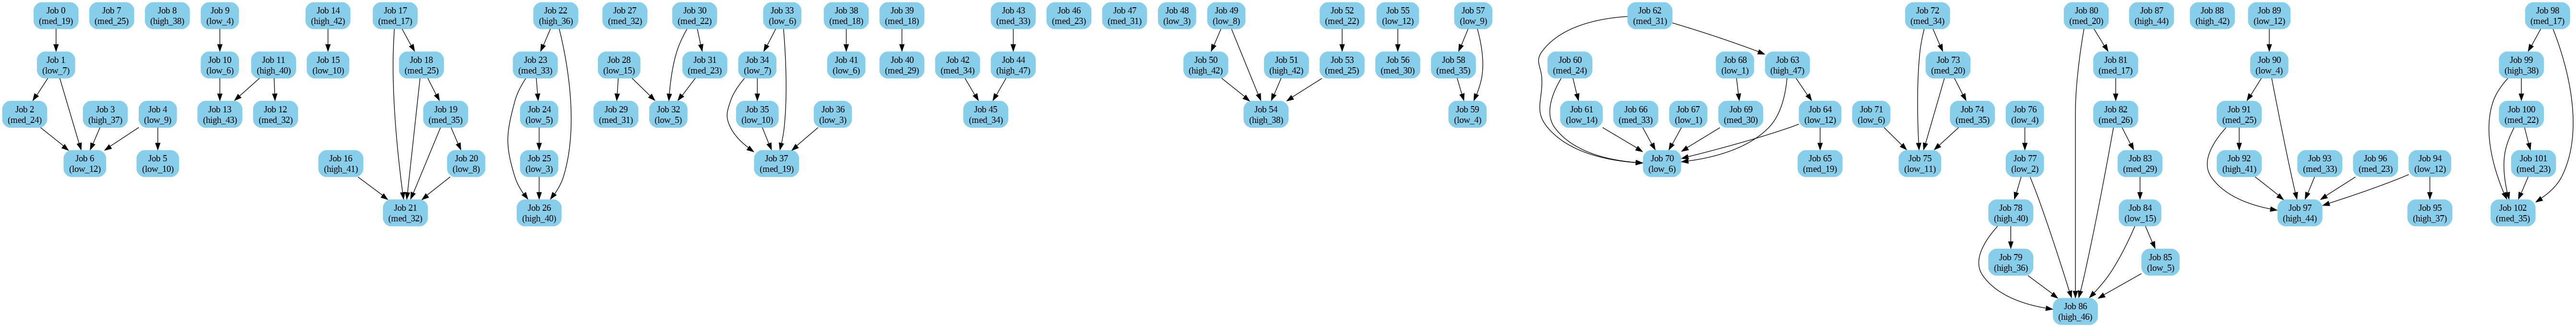 Job 0
(med_19)
Job 7
(med_25)
Job 8
(high_38)
Job 9
(low_4)
Job 14
(high_42)
Job 17
(med_17)
Job 22
(high_36)
Job 27
(med_32)
Job 30
(med_22)
Job 33
(low_6)
Job 38
(med_18)
Job 39
(med_18)
Job 43
(med_33)
Job 46
(med_23)
Job 47
(med_31)
Job 48
(low_3)
Job 49
(low_8)
Job 52
(med_22)
Job 55
(low_12)
Job 57
(low_9)
Job 62
(med_31)
Job 72
(med_34)
Job 80
(med_20)
Job 87
(high_44)
Job 88
(high_42)
Job 89
(low_12)
Job 98
(med_17)
Job 1
(low_7)
Job 10
(low_6)
Job 11
(high_40)
Job 15
(low_10)
Job 18
(med_25)
Job 23
(med_33)
Job 28
(low_15)
Job 31
(med_23)
Job 34
(low_7)
Job 41
(low_6)
Job 40
(med_29)
Job 42
(med_34)
Job 44
(high_47)
Job 50
(high_42)
Job 51
(high_42)
Job 53
(med_25)
Job 56
(med_30)
Job 58
(med_35)
Job 60
(med_24)
Job 68
(low_1)
Job 63
(high_47)
Job 73
(med_20)
Job 81
(med_17)
Job 90
(low_4)
Job 99
(high_38)
Job 2
(med_24)
Job 3
(high_37)
Job 4
(low_9)
Job 13
(high_43)
Job 12
(med_32)
Job 19
(med_35)
Job 24
(low_5)
Job 29
(med_31)
Job 32
(low_5)
Job 35
(low_10)
Job 36
(low_3)
Job 45
(med_34)
Job 54
(high_38)
Job 59
(low_4)
Job 61
(low_14)
Job 66
(med_33)
Job 67
(low_1)
Job 69
(med_30)
Job 64
(low_12)
Job 71
(low_6)
Job 74
(med_35)
Job 76
(low_4)
Job 82
(med_26)
Job 91
(med_25)
Job 100
(med_22)
Job 6
(low_12)
Job 5
(low_10)
Job 16
(high_41)
Job 20
(low_8)
Job 25
(low_3)
Job 37
(med_19)
Job 70
(low_6)
Job 65
(med_19)
Job 75
(low_11)
Job 77
(low_2)
Job 83
(med_29)
Job 92
(high_41)
Job 93
(med_33)
Job 96
(med_23)
Job 94
(low_12)
Job 101
(med_23)
Job 21
(med_32)
Job 26
(high_40)
Job 78
(high_40)
Job 84
(low_15)
Job 97
(high_44)
Job 95
(high_37)
Job 102
(med_35)
Job 79
(high_36)
Job 85
(low_5)
Job 86
(high_46)